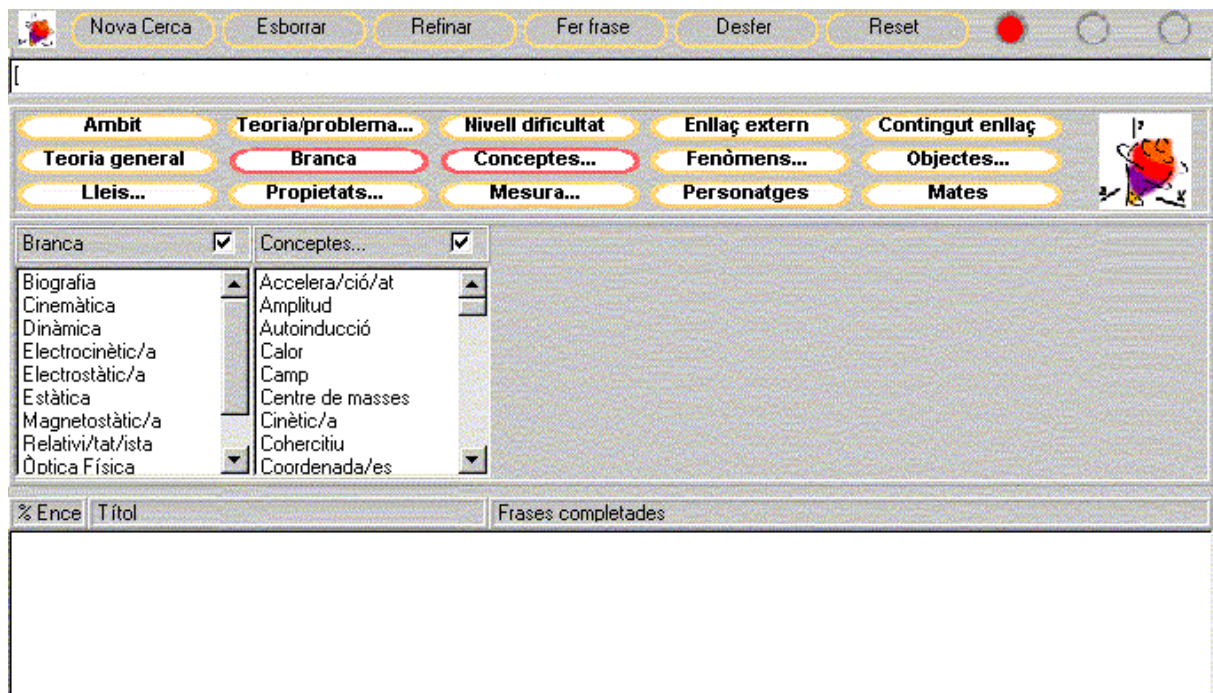 Nova Cerca Esborrar Refinar Fer frase Desfer Reset
[
Ambit Teoria/problema... Nivell dificultat Enllaç extern Contingut enllaç
Teoria general Branca Conceptes... Fenòmens... Objectes...
Lleis... Propietats... Mesura... Personatges Mates
Branca Conceptes...
Biografia
Cinemàtica
Dinàmica
Electrocinètic/a
Electrostàtic/a
Estàtica
Magnetostàtic/a
Relativi/tat/ista
Òptica Física
Accelera/ció/at
Amplitud
Autoinducció
Calor
Camp
Centre de masses
Cinètic/a
Cohercitiu
Coordenada/es
% Ence Títol Frases completades